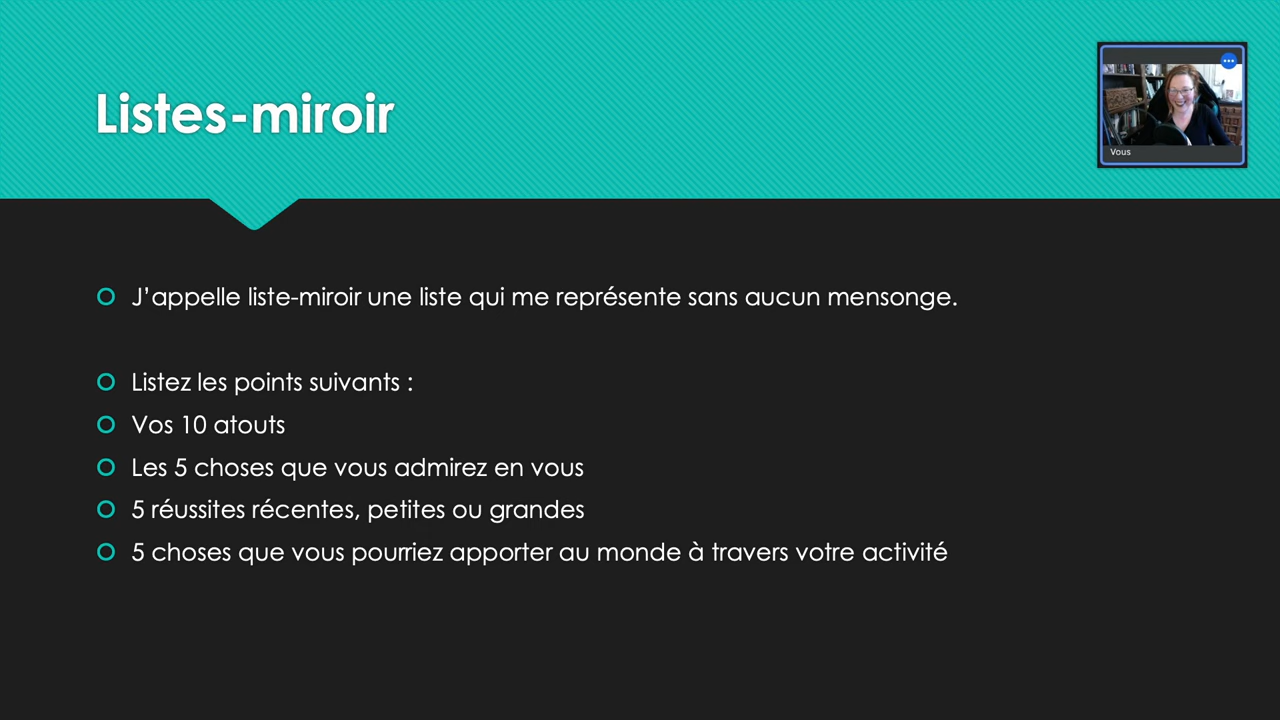 Listes-miroir
Vous
J’appelle liste-miroir une liste qui me représente sans aucun mensonge.
Listez les points suivants :
Vos 10 atouts
Les 5 choses que vous admirez en vous
5 réussites récentes, petites ou grandes
5 choses que vous pourriez apporter au monde à travers votre activité